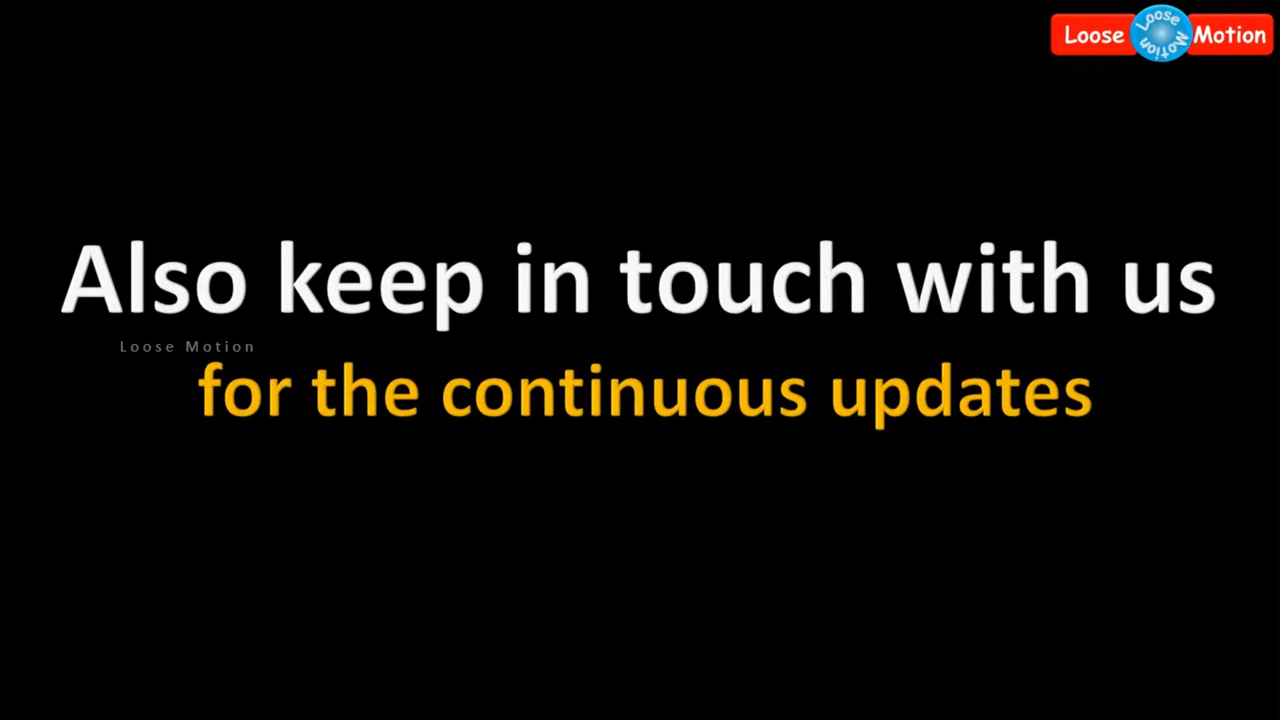 Loose Loose Motion Motion
Also keep in touch with us
Loose Motion
for the continuous updates